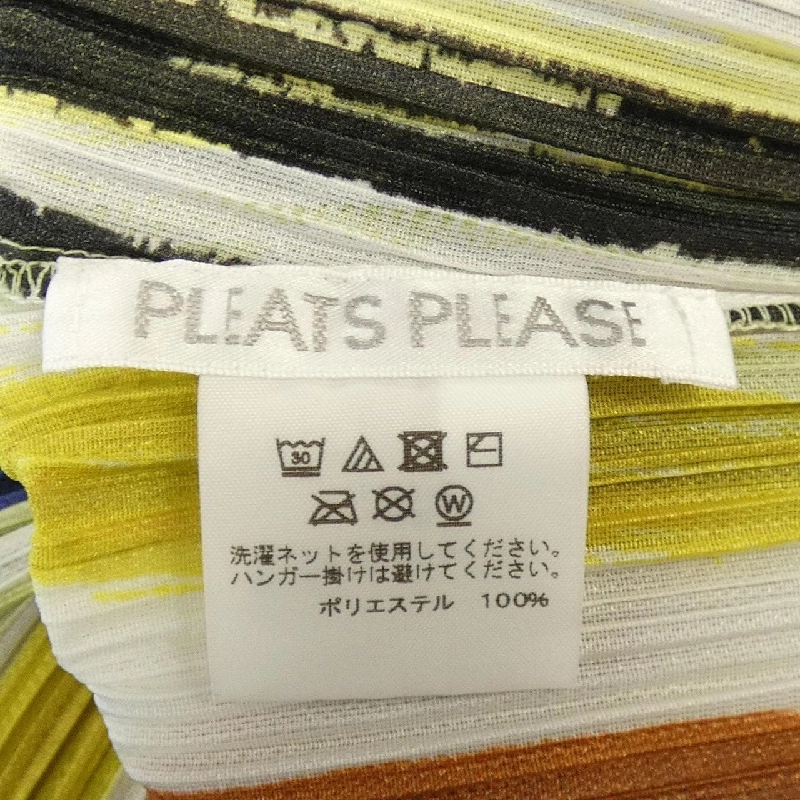 PLEATS PLEASE
30
W
洗濯ネットを使用してください。
ハンガー掛けは避けてください。
ポリエステル 100%